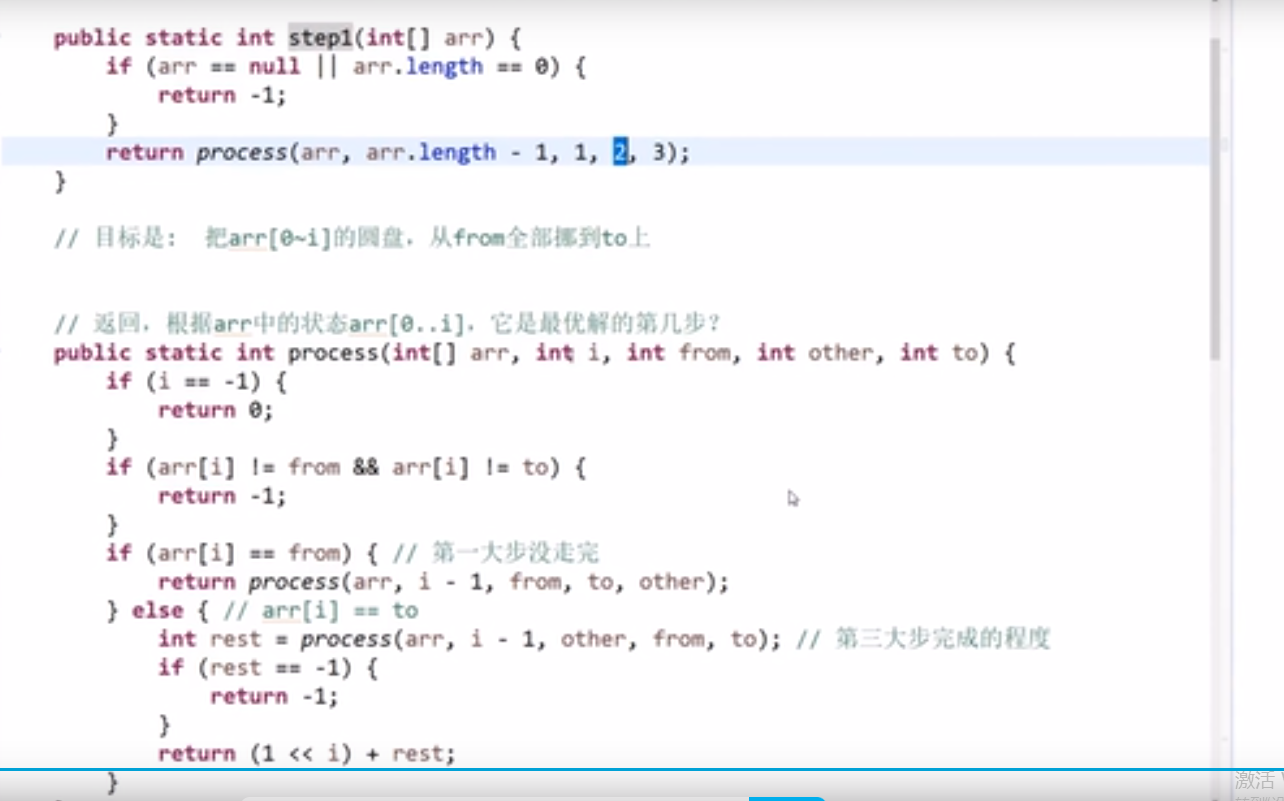 public static int step1(int[] arr) {
if (arr == null || arr.length == 0) {
return -1;
}
return process(arr, arr.length - 1, 1, 2, 3);
}
// 目标是： 把arr[0~i]的圆盘，从from全部挪到to上
// 返回，根据arr中的状态arr[0..i]，它是最优解的第几步？
public static int process(int[] arr, int i, int from, int other, int to) {
if (i == -1) {
return 0;
}
if (arr[i] != from && arr[i] != to) {
return -1;
}
if (arr[i] == from) { // 第一大步没走完
return process(arr, i - 1, from, to, other);
} else { // arr[i] == to
int rest = process(arr, i - 1, other, from, to); // 第三大步完成的程度
if (rest == -1) {
return -1;
}
return (1 << i) + rest;
}
激活